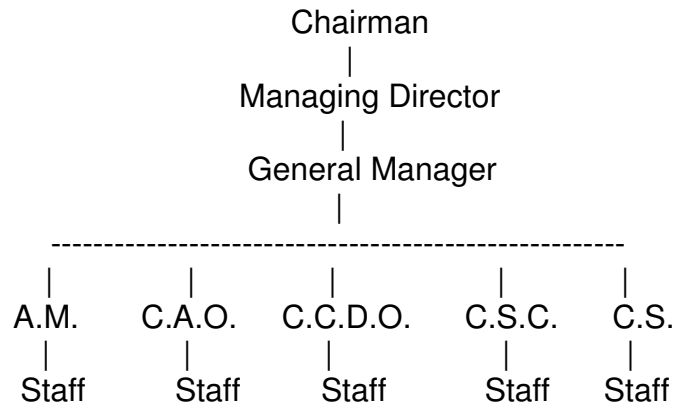 Chairman
|
Managing Director
|
General Manager
|
-------------------------------------------------------
| | | | |
A.M. C.A.O. C.C.D.O. C.S.C. C.S.
| | | | |
Staff Staff Staff Staff Staff